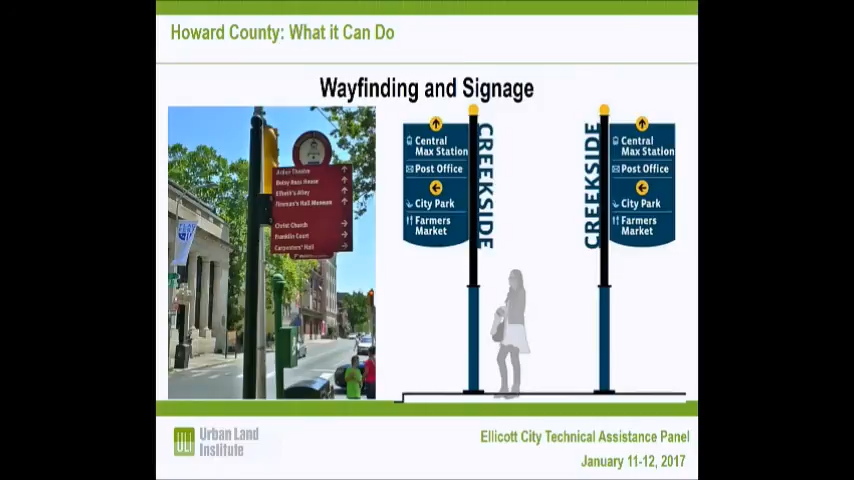 Howard County: What it Can Do
Wayfinding and Signage
Arden Theatre
Betsy Ross House
Elfreth's Alley
Fireman's Hall Museum
Christ Church
Franklin Court
Carpenters' Hall
Central
Max Station
Post Office
City Park
Farmers
Market
CREEKSIDE
CREEKSIDE
Central
Max Station
Post Office
City Park
Farmers
Market
ULI
Urban Land
Institute
Ellicott City Technical Assistance Panel
January 11-12, 2017